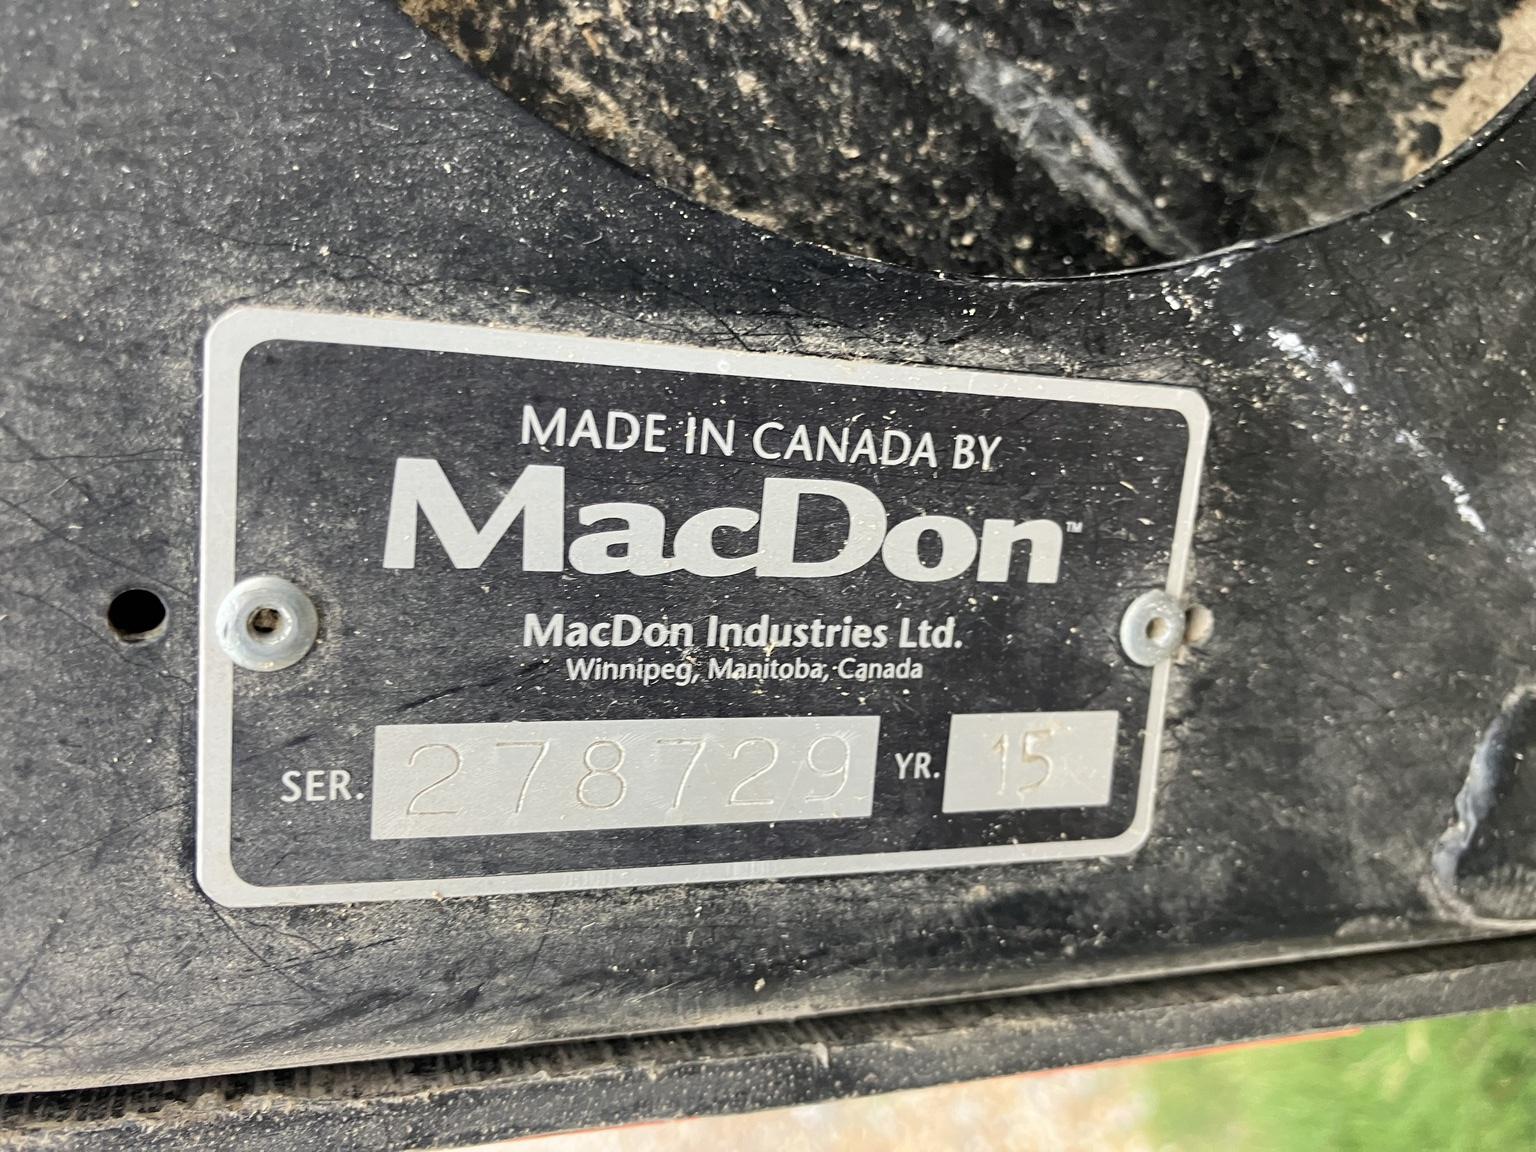 MADE IN CANADA BY
MacDon™
MacDon Industries Ltd.
Winnipeg, Manitoba, Canada
SER. 278729 YR. 15